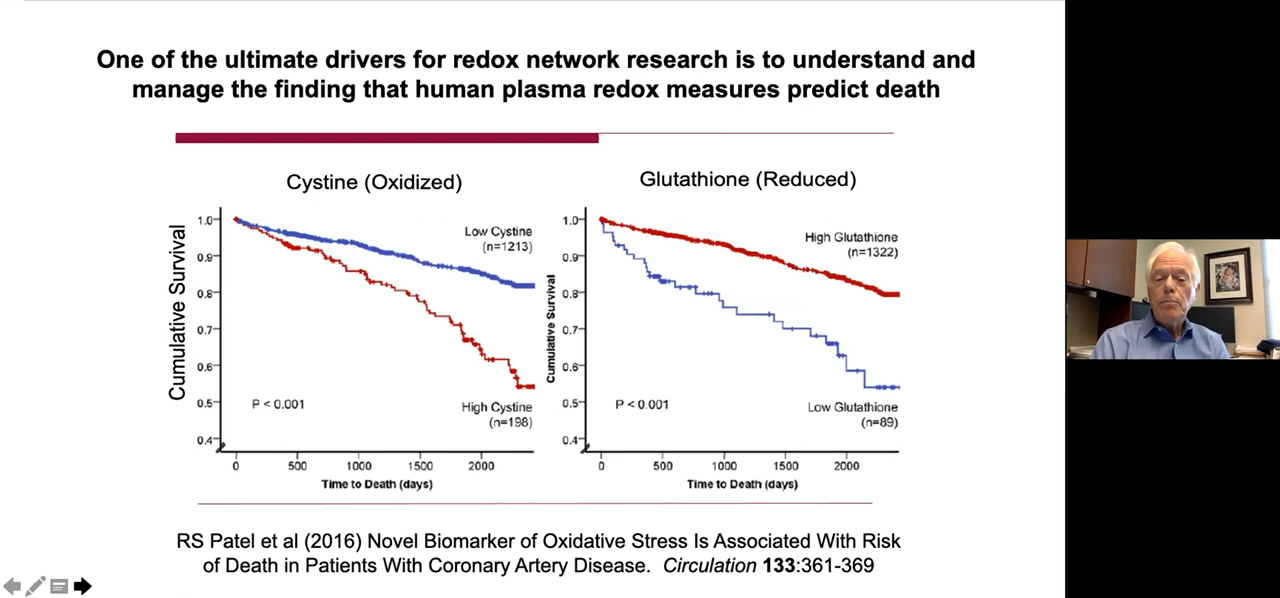 One of the ultimate drivers for redox network research is to understand and
manage the finding that human plasma redox measures predict death
Cystine (Oxidized)
Cumulative Survival
1.0
0.9
0.8
0.7
0.6
0.5
0.4
Low Cystine
(n=1213)
P < 0.001
High Cystine
(n=198)
0 500 1000 1500 2000
Time to Death (days)
Glutathione (Reduced)
Cumulative Survival
1.0
0.9
0.8
0.7
0.6
0.5
0.4
High Glutathione
(n=1322)
P < 0.001
Low Glutathione
(n=89)
0 500 1000 1500 2000
Time to Death (days)
RS Patel et al (2016) Novel Biomarker of Oxidative Stress Is Associated With Risk
of Death in Patients With Coronary Artery Disease. Circulation 133:361-369